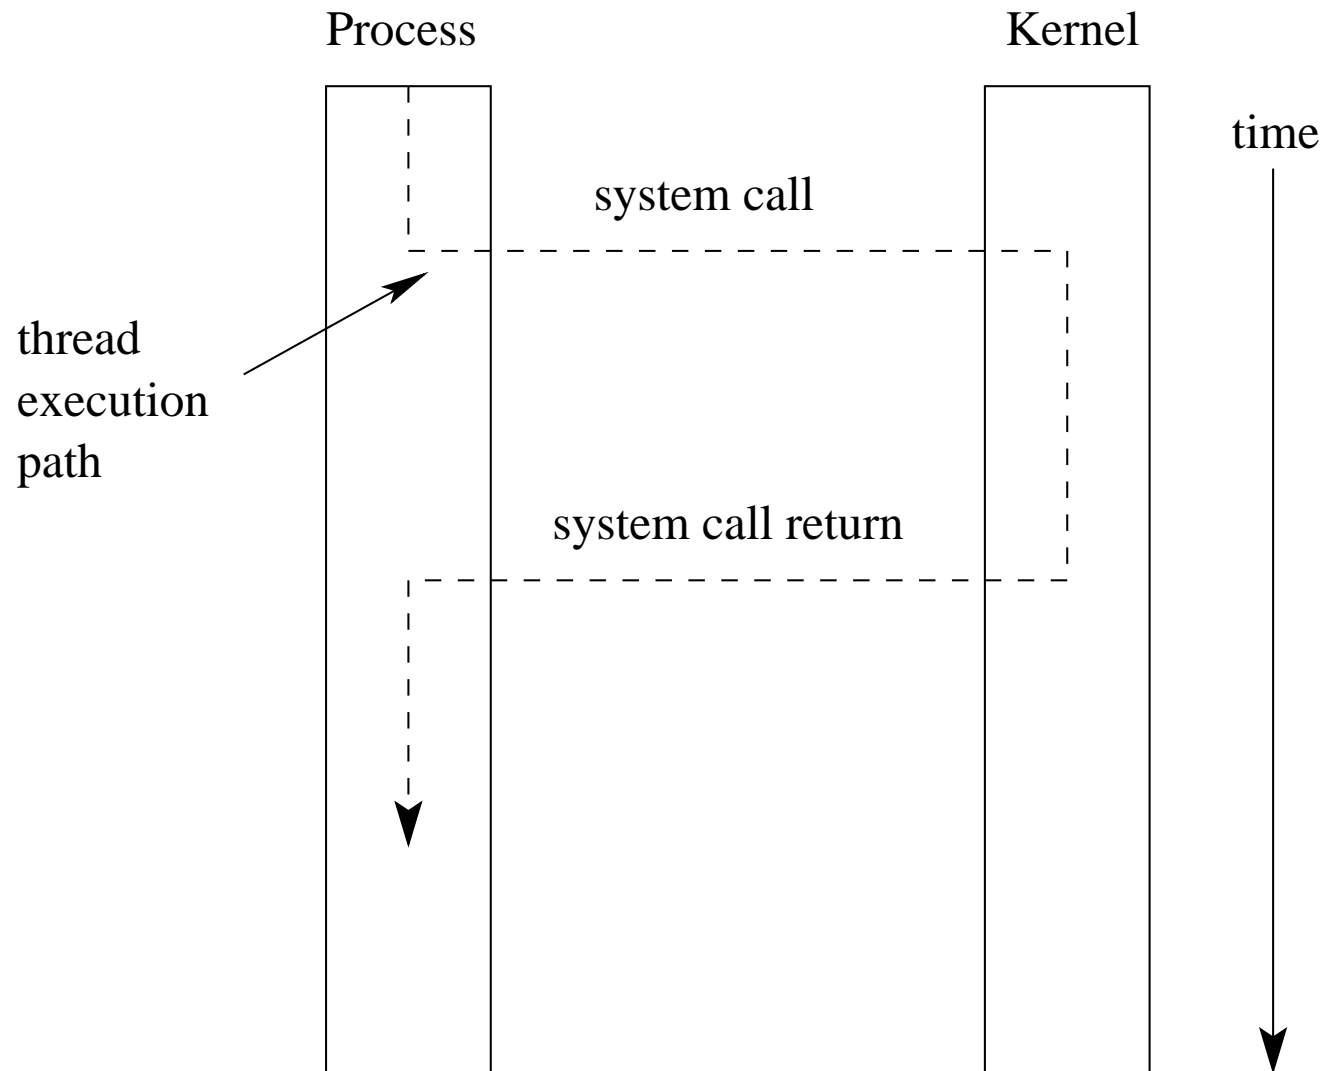 Process
Kernel
time
system call
thread
execution
path
system call return